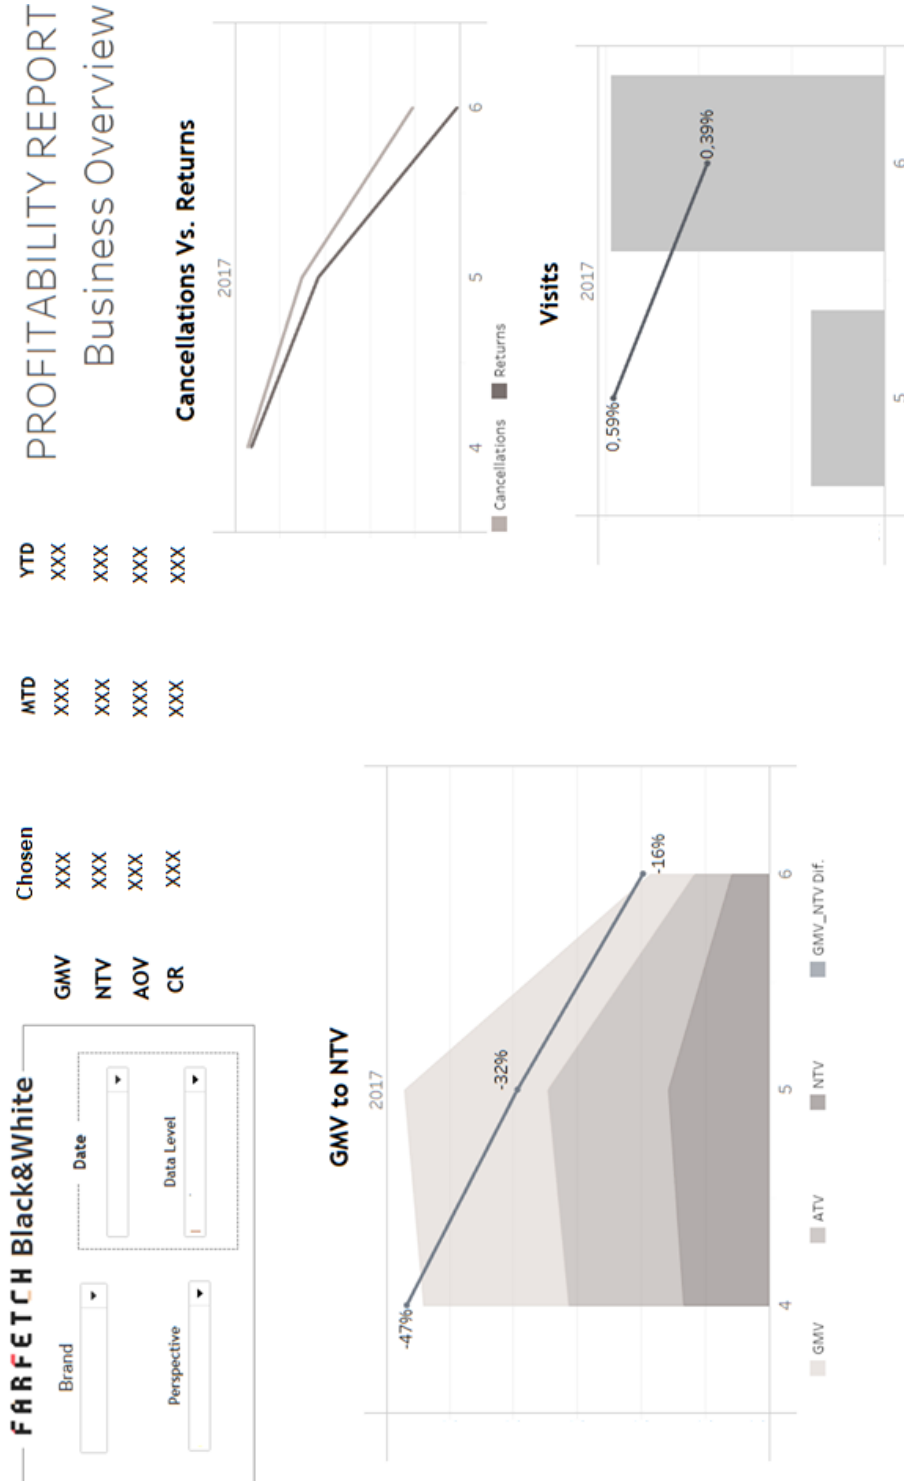 FARFETCH Black&White
Brand
Date
Perspective
Data Level
Chosen MTD YTD
GMV XXX XXX XXX
NTV XXX XXX XXX
AOV XXX XXX XXX
CR XXX XXX XXX
PROFITABILITY REPORT
Business Overview
GMV to NTV
2017
-47%
-32%
-16%
4 5 6
GMV ATV NTV GMV_NTV Dif.
Cancellations Vs. Returns
2017
4 5 6
Cancellations Returns
Visits
2017
0,59%
0,39%
5 6